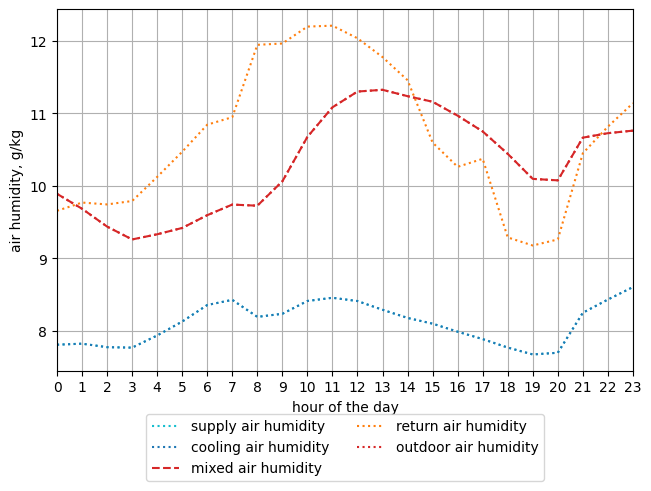 12
11
10
9
8
air humidity, g/kg
0 1 2 3 4 5 6 7 8 9 10 11 12 13 14 15 16 17 18 19 20 21 22 23
hour of the day
supply air humidity
cooling air humidity
mixed air humidity
return air humidity
outdoor air humidity